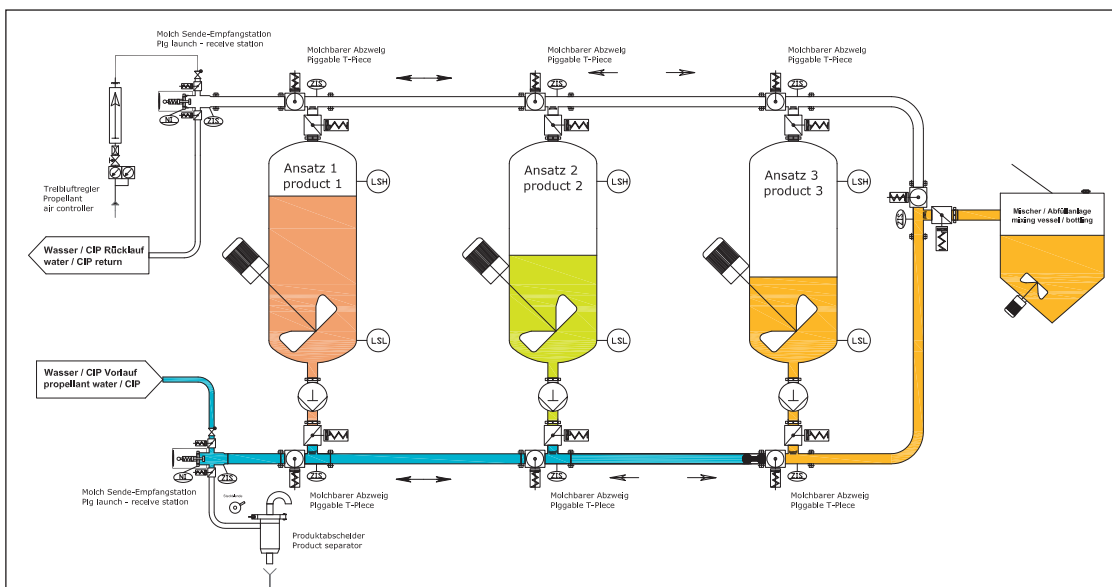 Molch Sende-Empfangstation
Pig launch - receive station
Molchbarer Abzweig
Piggable T-Piece
Molchbarer Abzweig
Piggable T-Piece
Molchbarer Abzweig
Piggable T-Piece
ZIS
ZIS
ZIS
NI
ZIS
Ansatz 1
product 1
LSH
Ansatz 2
product 2
LSH
Ansatz 3
product 3
LSH
Treibluftregler
Propellant
air controller
ZIS
Mischer / Abfüllanlage
mixing vessel / bottling
Wasser / CIP Rücklauf
water / CIP return
LSL
LSL
LSL
Wasser / CIP Vorlauf
propellant water / CIP
NI
ZIS
ZIS
ZIS
ZIS
Molch Sende-Empfangstation
Pig launch - receive station
Molchbarer Abzweig
Piggable T-Piece
Molchbarer Abzweig
Piggable T-Piece
Molchbarer Abzweig
Piggable T-Piece
Produktabscheider
Product separator